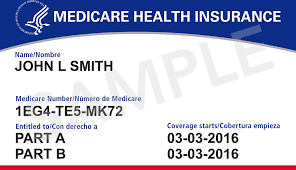 MEDICARE HEALTH INSURANCE
Name/Nombre
JOHN L SMITH
Medicare Number/Número de Medicare
1EG4-TE5-MK72
Entitled to/Con derecho a Coverage starts/Cobertura empieza
PART A 03-03-2016
PART B 03-03-2016
SAMPLE